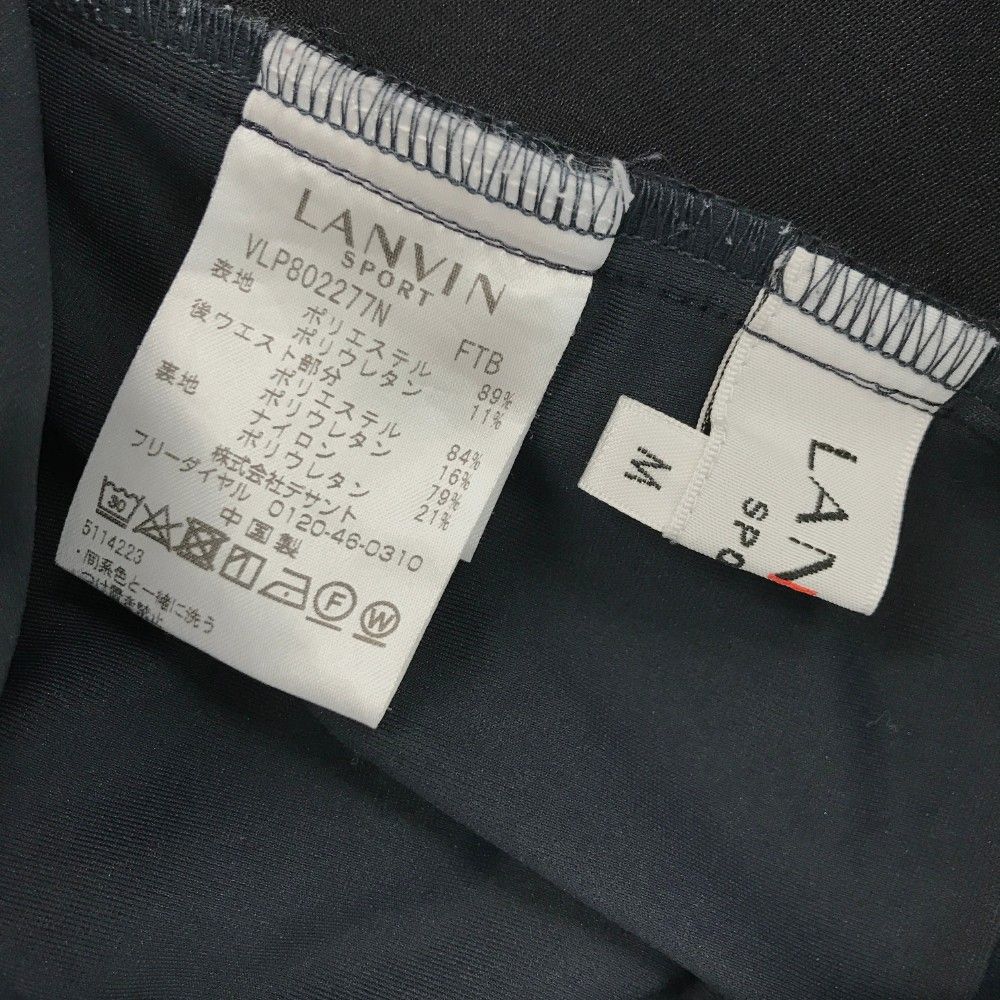 LANVIN
SPORT
VLP802277N FTB
表地 ポリエステル 89%
ポリウレタン 11%
後ウエスト部分
ポリエステル 84%
ポリウレタン 16%
裏地 ナイロン 79%
ポリウレタン 21%
株式会社デサント
フリーダイヤル 0120-46-0310
中国製
30 F W
5114223
・同系色と一緒に洗う
M
LAN
SPO